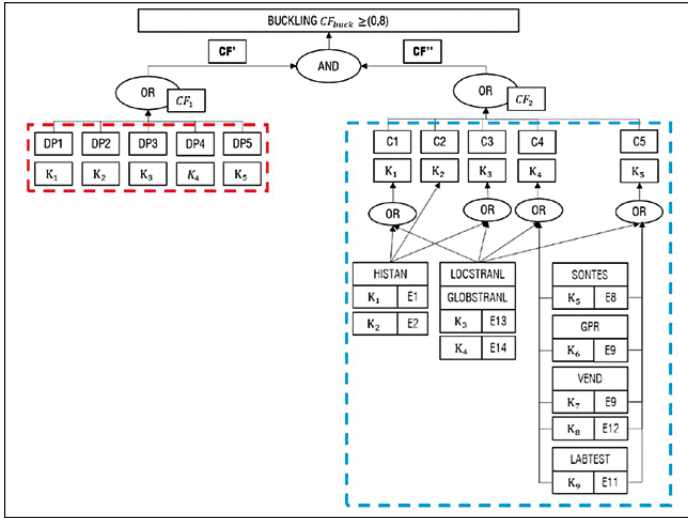 BUCKLING CF_buck ≥(0,8)
CF' CF''
AND
OR OR
CF₁ CF₂
DP1 DP2 DP3 DP4 DP5 C1 C2 C3 C4 C5
K₁ K₂ K₃ K₄ K₅ K₁ K₂ K₃ K₄ K₅
OR OR OR OR
HISTAN LOCSTRANL SONTES
K₁ E1 GLOBSTRANL K₅ E8
K₂ E2 K₃ E13 GPR
K₄ E14 K₆ E9
VEND
K₇ E9
K₈ E12
LABTEST
K₉ E11